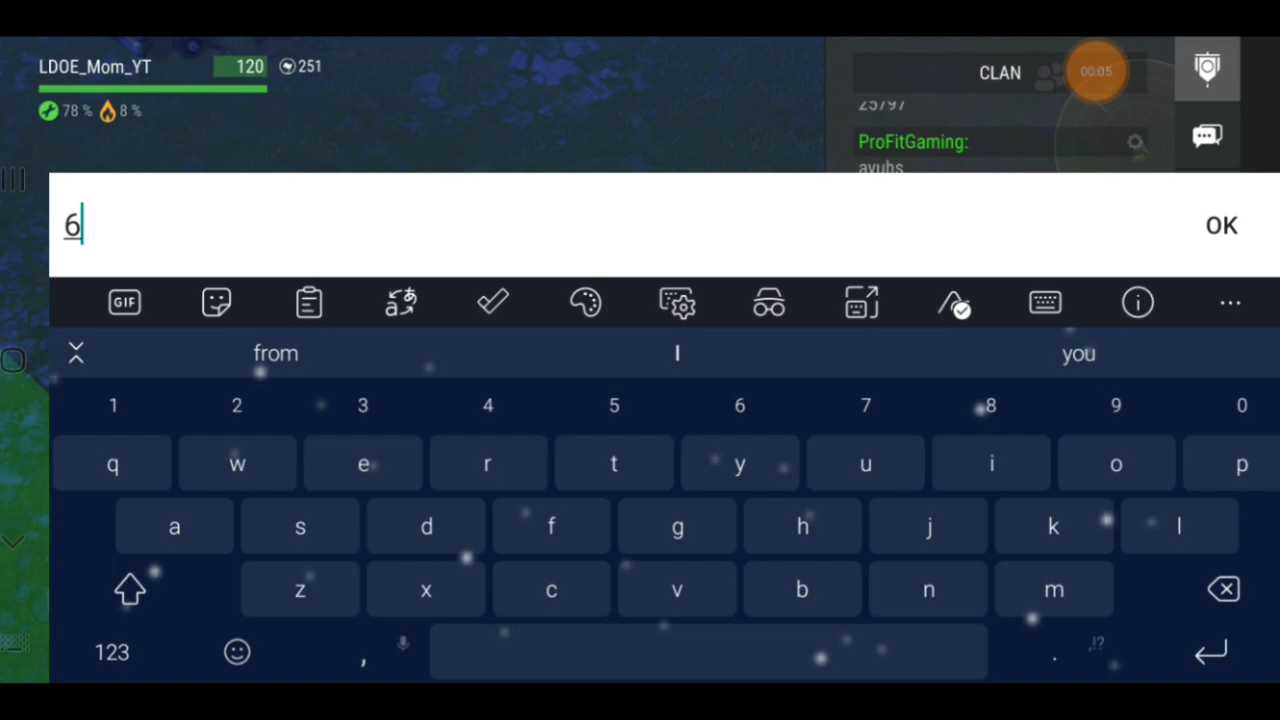 LDOE_Mom_YT 120 251
78 % 8 %
CLAN 00:05
25797
ProFitGaming:
ayuhs
6 OK
GIF
from I you
1 2 3 4 5 6 7 8 9 0
q w e r t y u i o p
a s d f g h j k l
z x c v b n m
123 , . ,!?